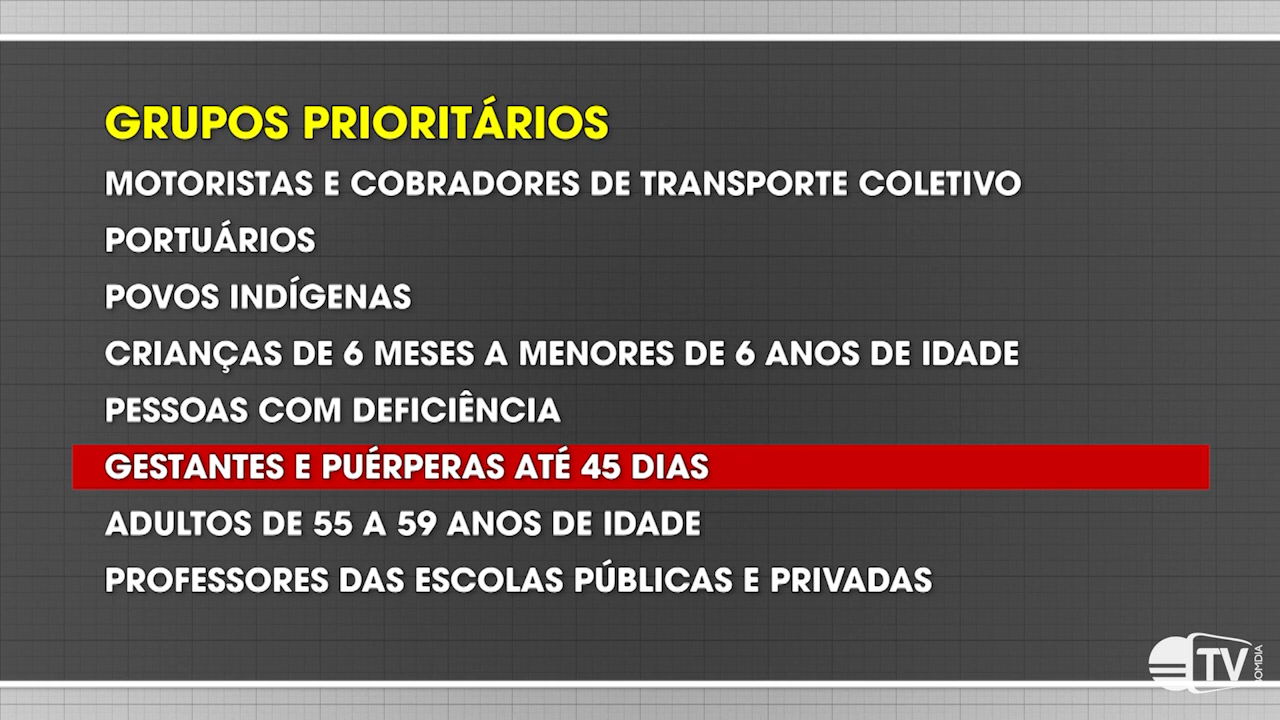 GRUPOS PRIORITÁRIOS
MOTORISTAS E COBRADORES DE TRANSPORTE COLETIVO
PORTUÁRIOS
POVOS INDÍGENAS
CRIANÇAS DE 6 MESES A MENORES DE 6 ANOS DE IDADE
PESSOAS COM DEFICIÊNCIA
GESTANTES E PUÉRPERAS ATÉ 45 DIAS
ADULTOS DE 55 A 59 ANOS DE IDADE
PROFESSORES DAS ESCOLAS PÚBLICAS E PRIVADAS
TV